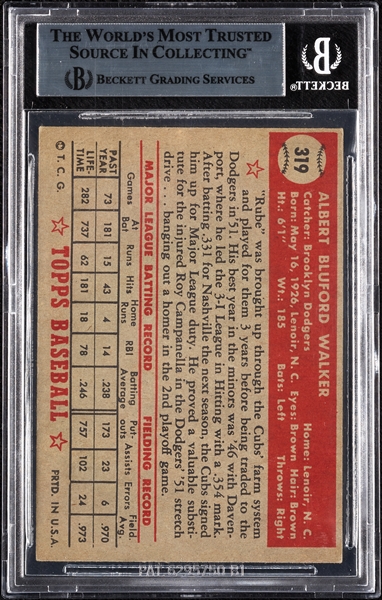 THE WORLD'S MOST TRUSTED
SOURCE IN COLLECTING™
BECKETT GRADING SERVICES
BECKETT
319
ALBERT BLUFORD WALKER
Catcher: Brooklyn Dodgers Home: Lenoir, N. C.
Born: May 16, 1926, Lenoir, N. C. Eyes: Brown Hair: Brown
Ht.: 6'1" Wt.: 185 Bats: Left Throws: Right
"Rube" was brought up through the Cubs' farm system
and played for them 3 years before being traded to the
Dodgers in '51. His best year in the minors was '46 with Daven-
port, where he led the 3-I League in Hitting with a .354 mark.
After batting .331 for Nashville the next season, the Cubs signed
him up for Major League duty. He proved a valuable substi-
tute for the injured Roy Campanella in the Dodgers' '51 stretch
drive . . . banging out a homer in the 2nd playoff game.
MAJOR LEAGUE BATTING RECORD FIELDING RECORD
Games At Bat Runs Hits Home Runs RBI Batting Average Put-outs Assists Errors Field. Avg.
PAST YEAR 73 181 15 43 4 14 .238 173 23 6 .970
LIFE-TIME 282 737 62 181 18 78 .246 757 102 24 .973
© T. C. G. TOPPS BASEBALL PRTD. IN U.S.A.
PAT. 6295750 B1